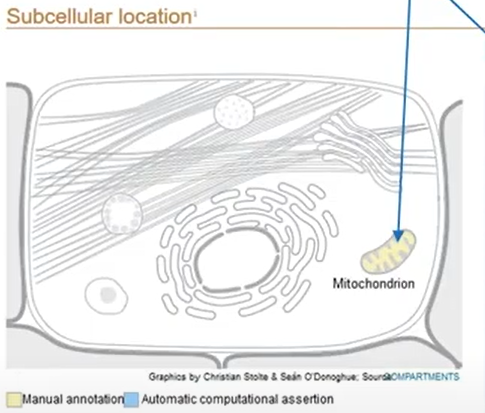 Subcellular location i
Mitochondrion
Graphics by Christian Stolte & Seán O'Donoghue; Source: COMPARTMENTS
Manual annotation Automatic computational assertion